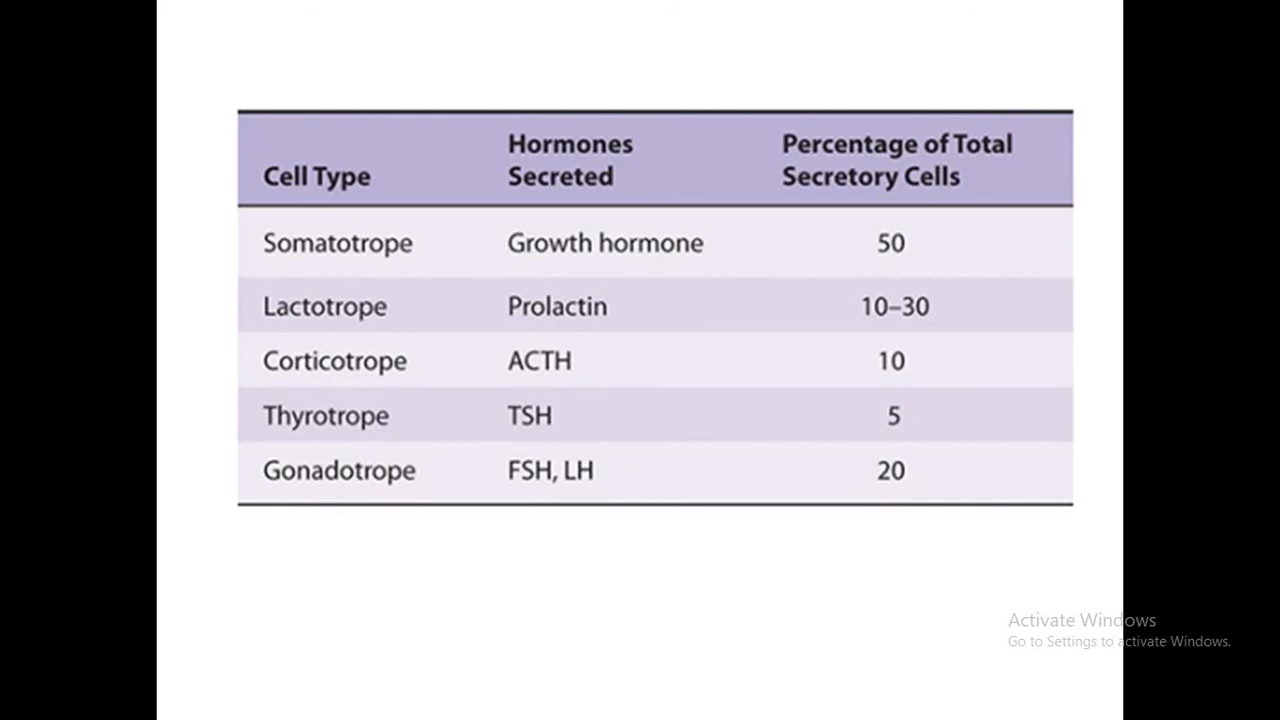 Cell Type Hormones Secreted Percentage of Total Secretory Cells
Somatotrope Growth hormone 50
Lactotrope Prolactin 10–30
Corticotrope ACTH 10
Thyrotrope TSH 5
Gonadotrope FSH, LH 20
Activate Windows
Go to Settings to activate Windows.